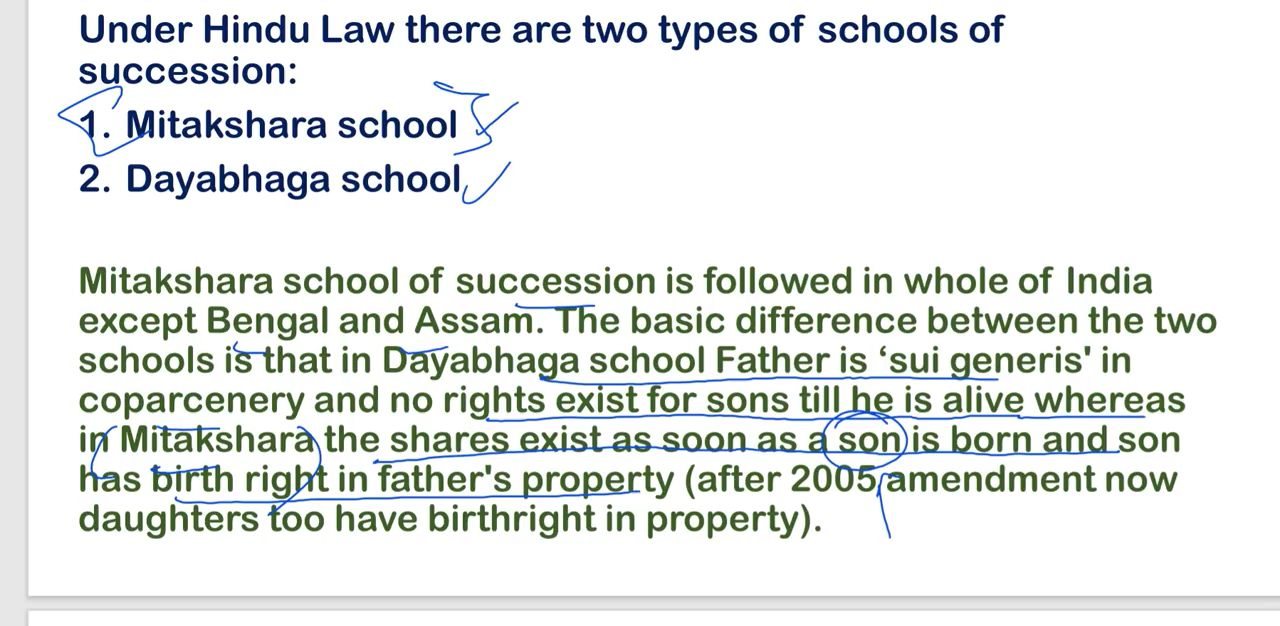 Under Hindu Law there are two types of schools of
succession:
1. Mitakshara school
2. Dayabhaga school
Mitakshara school of succession is followed in whole of India
except Bengal and Assam. The basic difference between the two
schools is that in Dayabhaga school Father is ‘sui generis' in
coparcenery and no rights exist for sons till he is alive whereas
in Mitakshara the shares exist as soon as a son is born and son
has birth right in father's property (after 2005 amendment now
daughters too have birthright in property).